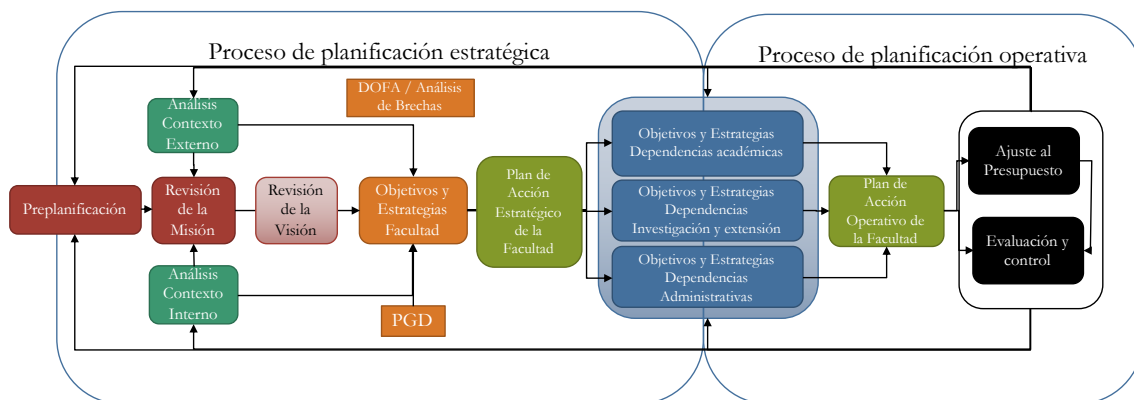 Proceso de planificación estratégica
Proceso de planificación operativa
DOFA / Análisis
de Brechas
Análisis
Contexto
Externo
Preplanificación
Revisión
de la
Misión
Revisión
de la
Visión
Objetivos y
Estrategias
Facultad
Análisis
Contexto
Interno
PGD
Plan de
Acción
Estratégico
de la
Facultad
Objetivos y Estrategias
Dependencias académicas
Objetivos y Estrategias
Dependencias
Investigación y extensión
Objetivos y Estrategias
Dependencias
Administrativas
Plan de
Acción
Operativo de
la Facultad
Ajuste al
Presupuesto
Evaluación y
control